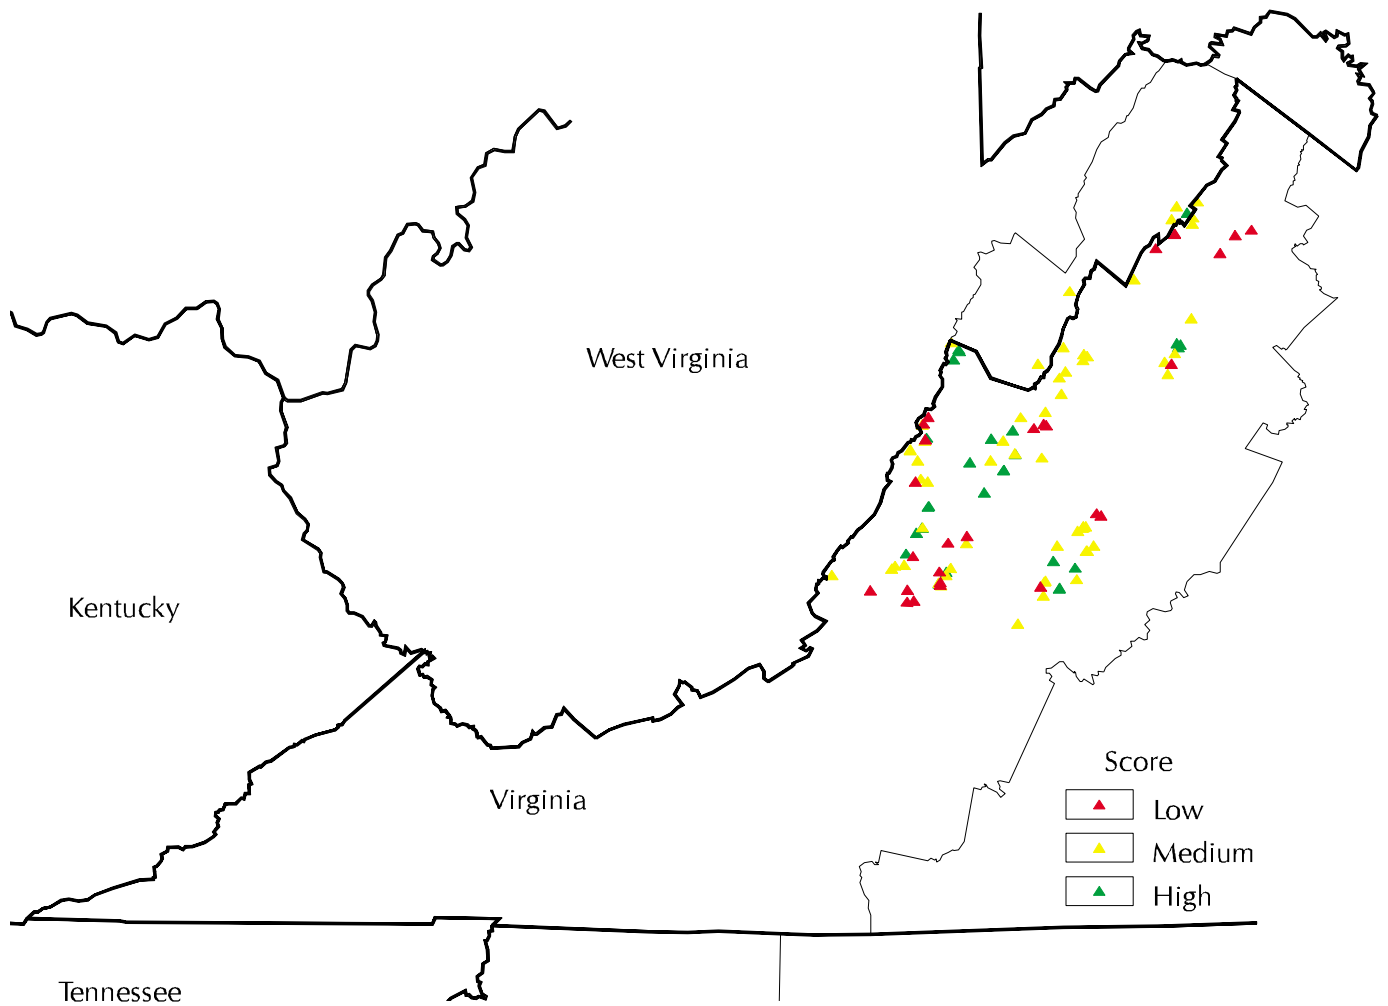 West Virginia
Kentucky
Virginia
Score
Low
Medium
High
Tennessee